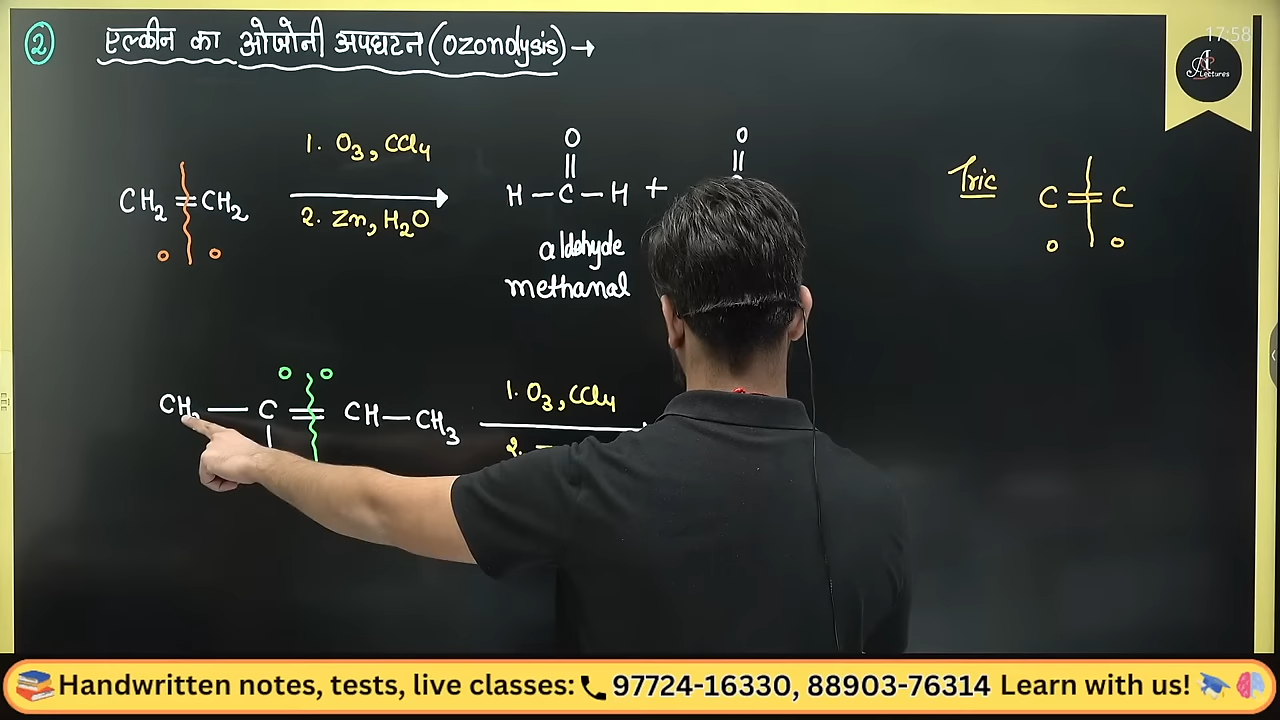 2 एल्कीन का ओजोनी अपघटन (Ozonolysis) →
17:58
Lectures
1. O3, CCl4
CH2 = CH2
2. Zn, H2O
O O
O
||
H – C – H +
aldehyde
methanal
O
||
Tric
C = C
O O
O O
CH3 — C = CH — CH3
|
1. O3, CCl4
2.
Handwritten notes, tests, live classes: 97724-16330, 88903-76314 Learn with us!